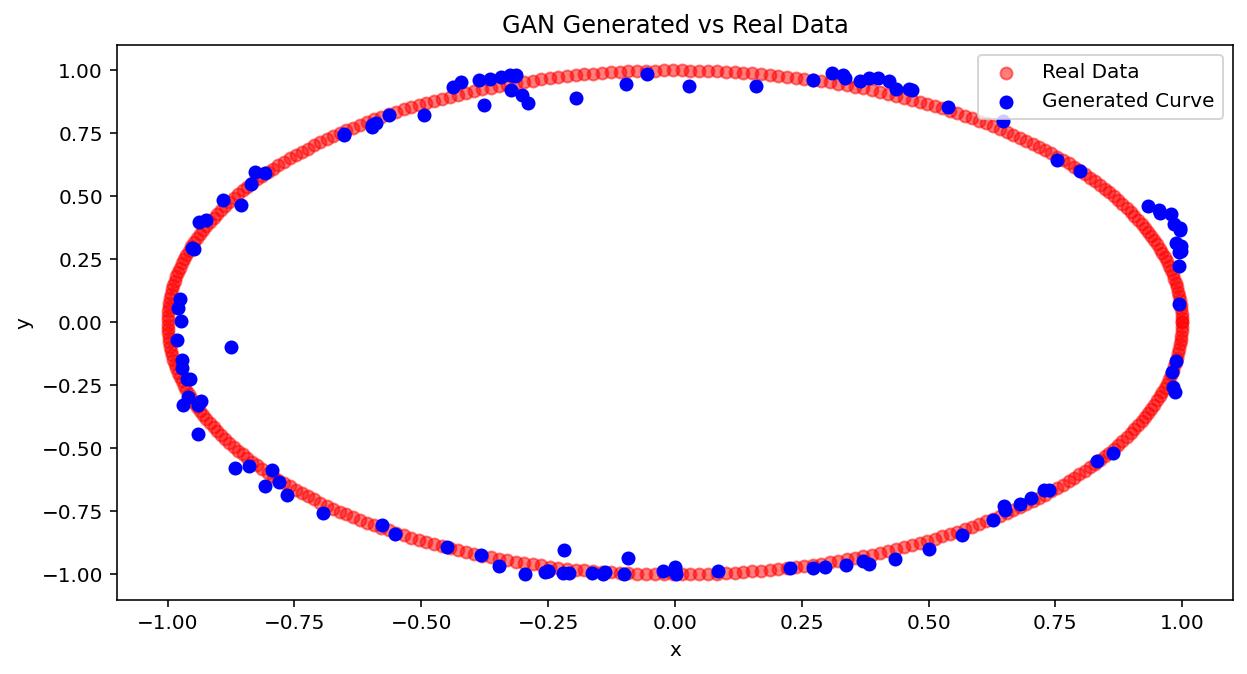 GAN Generated vs Real Data
Real Data
Generated Curve
1.00
0.75
0.50
0.25
0.00
−0.25
−0.50
−0.75
−1.00
y
−1.00 −0.75 −0.50 −0.25 0.00 0.25 0.50 0.75 1.00
x